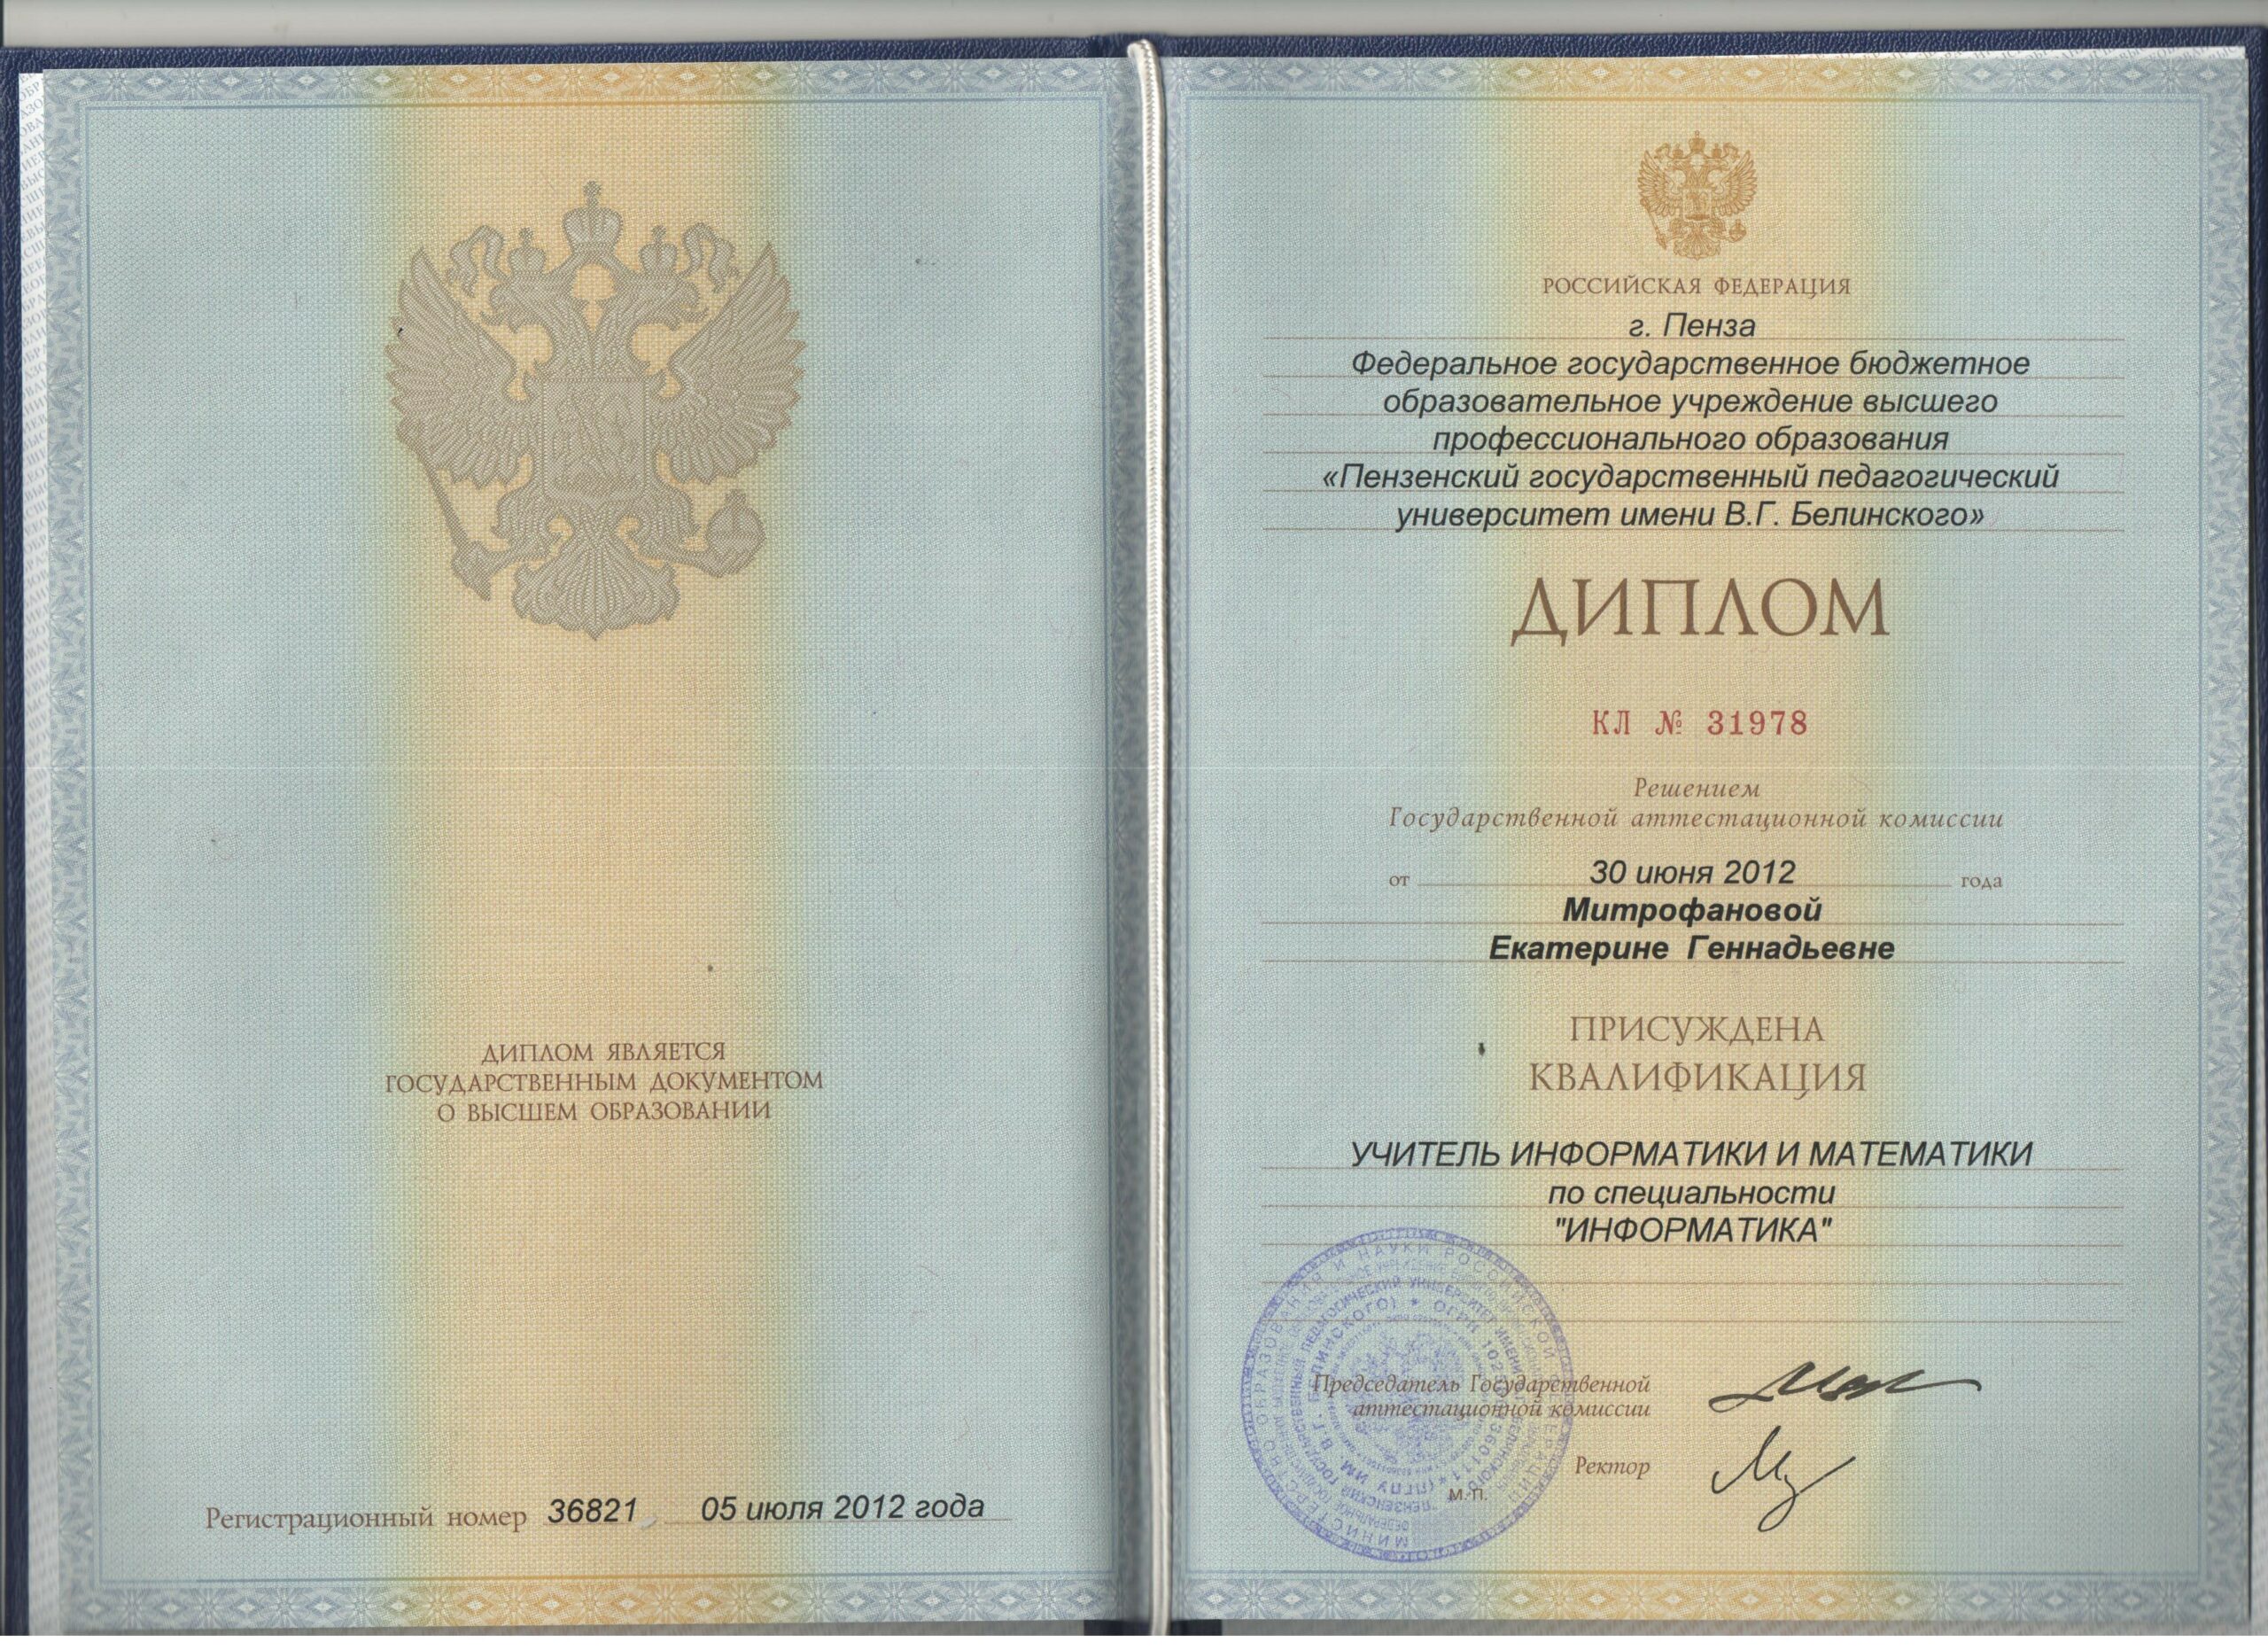 ДИПЛОМ ЯВЛЯЕТСЯ
ГОСУДАРСТВЕННЫМ ДОКУМЕНТОМ
О ВЫСШЕМ ОБРАЗОВАНИИ
Регистрационный номер 36821 05 июля 2012 года
РОССИЙСКАЯ ФЕДЕРАЦИЯ
г. Пенза
Федеральное государственное бюджетное
образовательное учреждение высшего
профессионального образования
«Пензенский государственный педагогический
университет имени В.Г. Белинского»
ДИПЛОМ
КЛ № 31978
Решением
Государственной аттестационной комиссии
от 30 июня 2012 года
Митрофановой
Екатерине Геннадьевне
ПРИСУЖДЕНА
КВАЛИФИКАЦИЯ
УЧИТЕЛЬ ИНФОРМАТИКИ И МАТЕМАТИКИ
по специальности
"ИНФОРМАТИКА"
Председатель Государственной
аттестационной комиссии
Ректор
М. п.